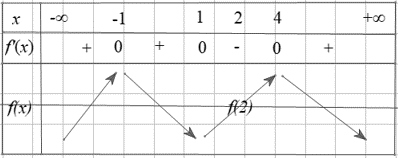 x -∞ -1 1 2 4 +∞
f'(x) + 0 + 0 - 0 +
f(x) f(2)